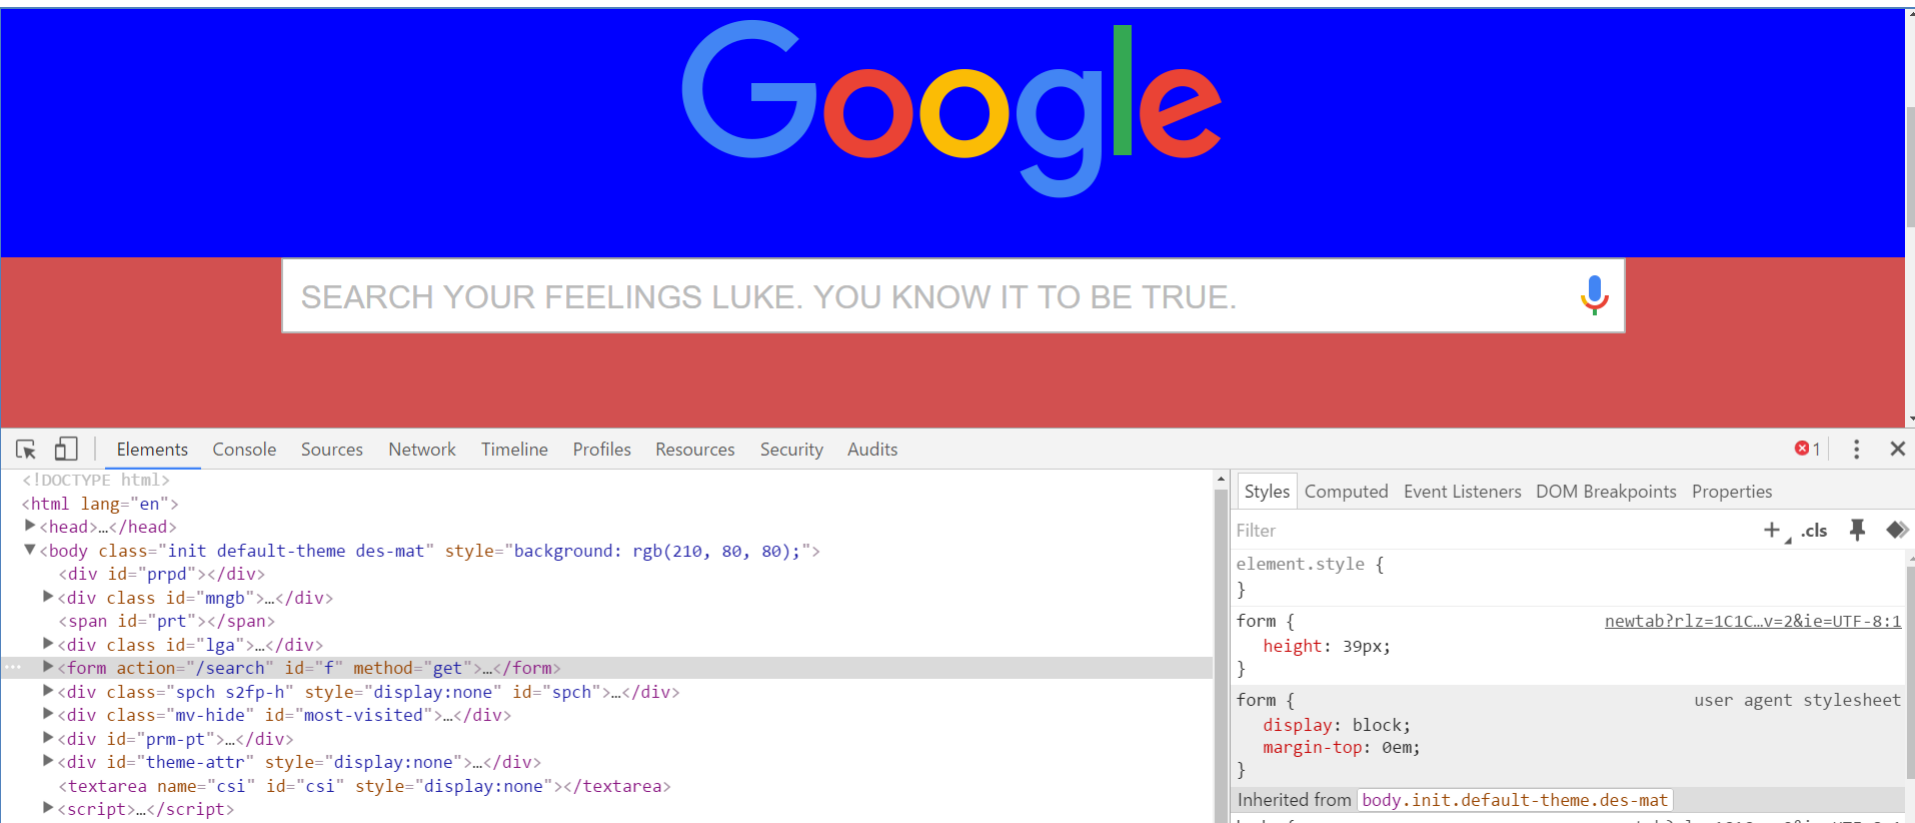 Google
SEARCH YOUR FEELINGS LUKE. YOU KNOW IT TO BE TRUE.
Elements Console Sources Network Timeline Profiles Resources Security Audits 1
<!DOCTYPE html>
<html lang="en">
<head>…</head>
<body class="init default-theme des-mat" style="background: rgb(210, 80, 80);">
<div id="prpd"></div>
<div class id="mngb">…</div>
<span id="prt"></span>
<div class id="lga">…</div>
<form action="/search" id="f" method="get">…</form>
<div class="spch s2fp-h" style="display:none" id="spch">…</div>
<div class="mv-hide" id="most-visited">…</div>
<div id="prm-pt">…</div>
<div id="theme-attr" style="display:none">…</div>
<textarea name="csi" id="csi" style="display:none"></textarea>
<script>…</script>
Styles Computed Event Listeners DOM Breakpoints Properties
Filter .cls
element.style {
}
form { newtab?rlz=1C1C…v=2&ie=UTF-8:1
height: 39px;
}
form { user agent stylesheet
display: block;
margin-top: 0em;
}
Inherited from body.init.default-theme.des-mat